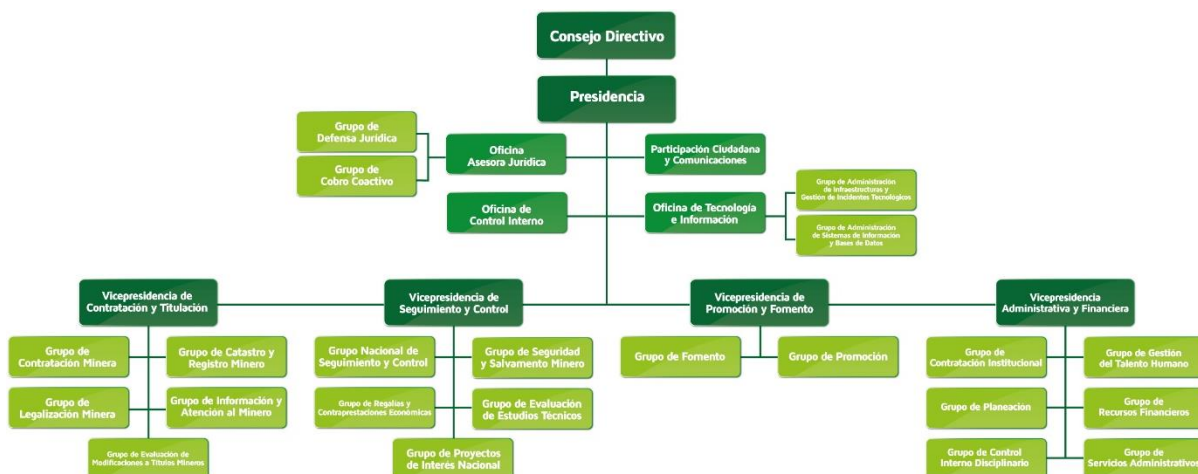 Consejo Directivo
Presidencia
Grupo de
Defensa Jurídica
Grupo de
Cobro Coactivo
Oficina
Asesora Jurídica
Participación Ciudadana
y Comunicaciones
Oficina de
Control Interno
Oficina de Tecnología
e Información
Grupo de Administración
de Infraestructuras y
Gestión de Incidentes Tecnológicos
Grupo de Administración
de Sistemas de Información
y Bases de Datos
Vicepresidencia de
Contratación y Titulación
Vicepresidencia de
Seguimiento y Control
Vicepresidencia de
Promoción y Fomento
Vicepresidencia
Administrativa y Financiera
Grupo de
Contratación Minera
Grupo de Catastro y
Registro Minero
Grupo de
Legalización Minera
Grupo de Información y
Atención al Minero
Grupo de Evaluación de
Modificaciones a Títulos Mineros
Grupo Nacional de
Seguimiento y Control
Grupo de Seguridad
y Salvamento Minero
Grupo de Regalías y
Contraprestaciones Económicas
Grupo de Evaluación
de Estudios Técnicos
Grupo de Proyectos
de Interés Nacional
Grupo de Fomento
Grupo de Promoción
Grupo de
Contratación Institucional
Grupo de Gestión
del Talento Humano
Grupo de Planeación
Grupo de
Recursos Financieros
Grupo de Control
Interno Disciplinario
Grupo de
Servicios Administrativos